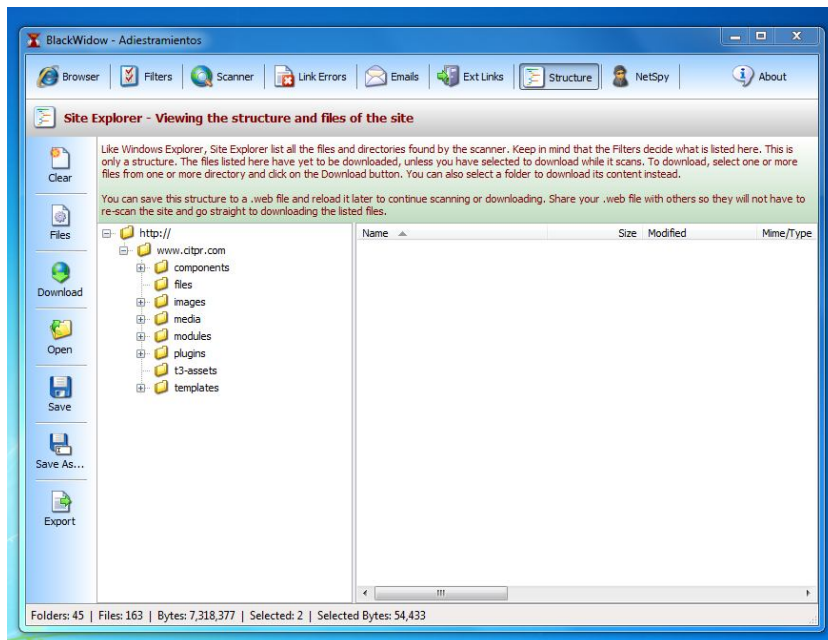 BlackWidow - Adiestramientos
Browser Filters Scanner Link Errors Emails Ext Links Structure NetSpy About
Site Explorer - Viewing the structure and files of the site
Like Windows Explorer, Site Explorer list all the files and directories found by the scanner. Keep in mind that the Filters decide what is listed here. This is
only a structure. The files listed here have yet to be downloaded, unless you have selected to download while it scans. To download, select one or more
files from one or more directory and click on the Download button. You can also select a folder to download its content instead.
You can save this structure to a .web file and reload it later to continue scanning or downloading. Share your .web file with others so they will not have to
re-scan the site and go straight to downloading the listed files.
Clear
Files
Download
Open
Save
Save As...
Export
http://
www.citpr.com
components
files
images
media
modules
plugins
t3-assets
templates
Name Size Modified Mime/Type
Folders: 45 | Files: 163 | Bytes: 7,318,377 | Selected: 2 | Selected Bytes: 54,433